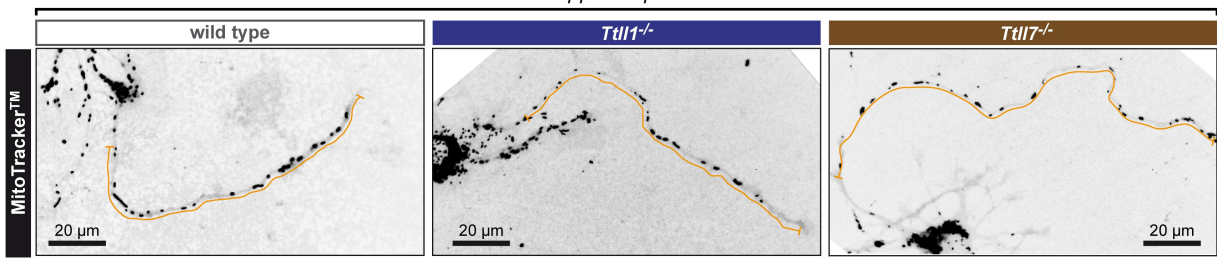 wild type
Ttll1-/-
Ttll7-/-
MitoTracker™
20 µm
20 µm
20 µm